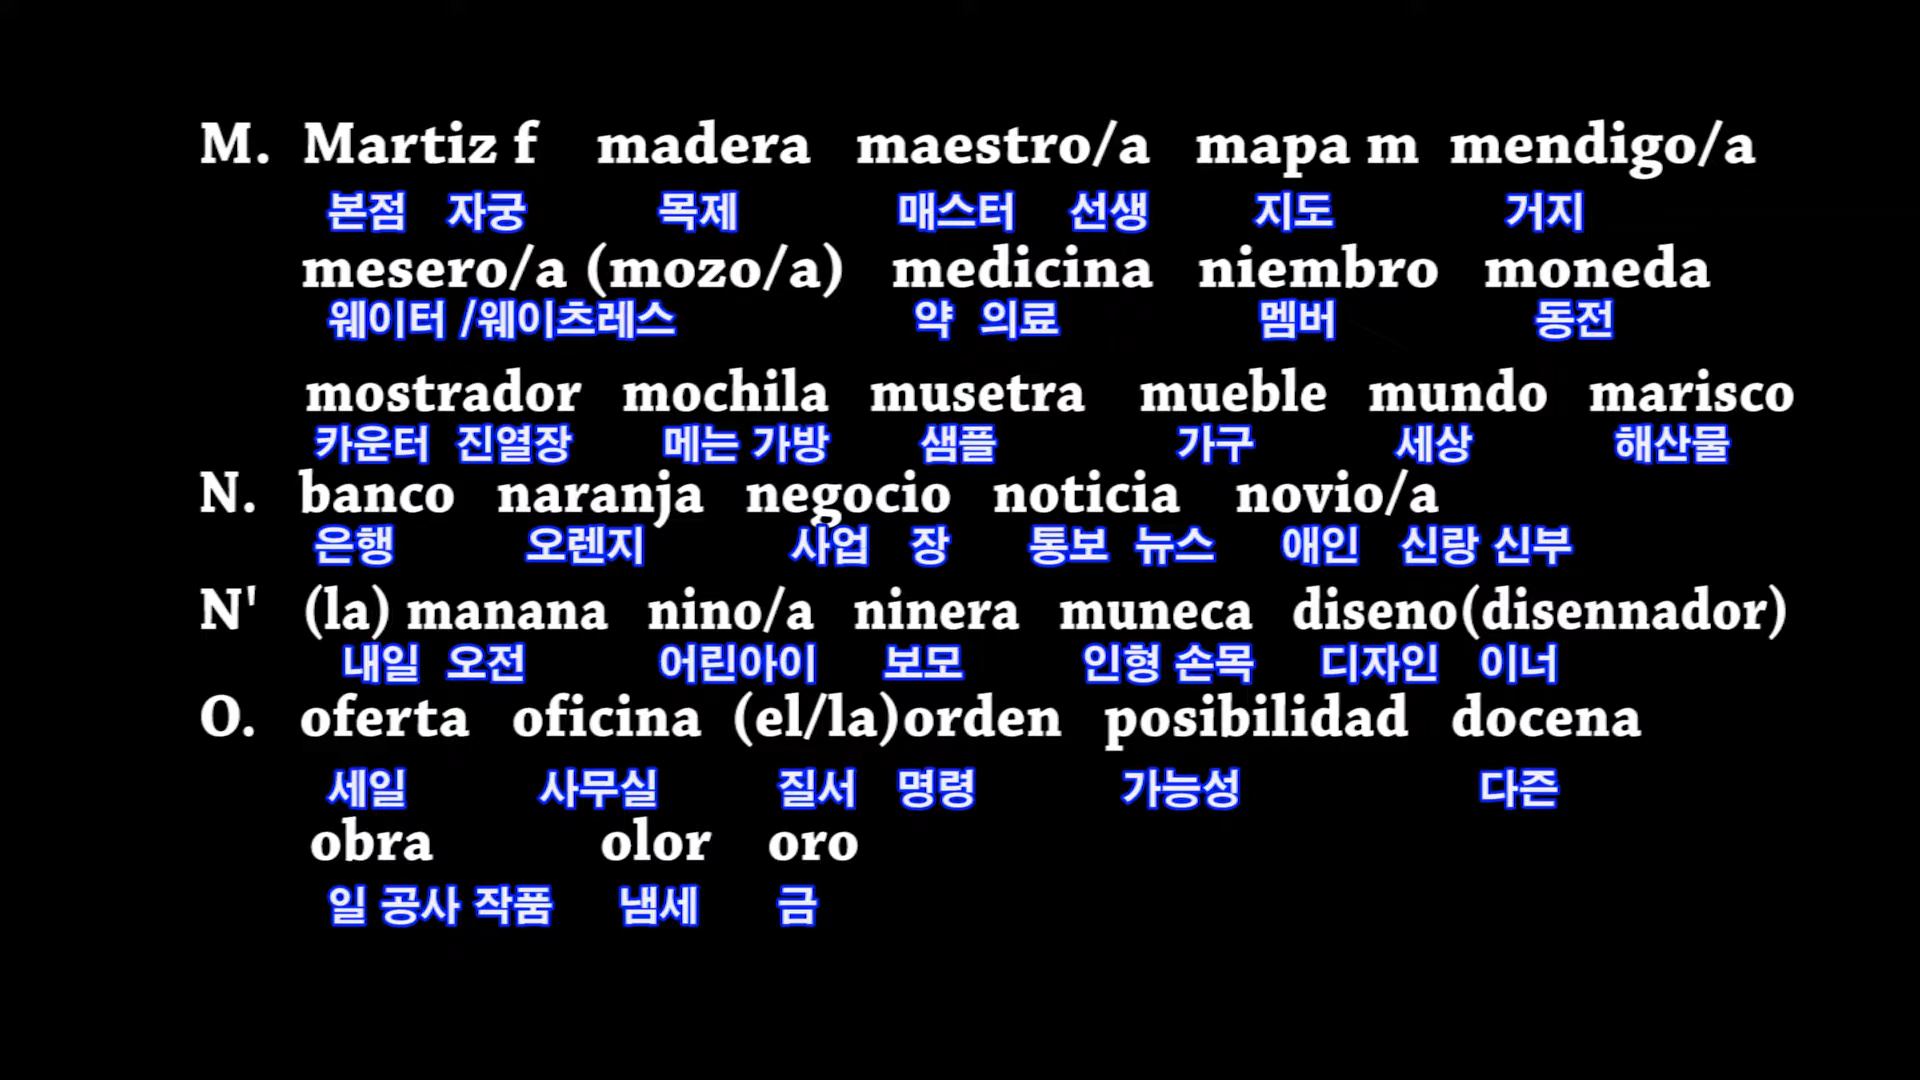 M. Martiz f madera maestro/a mapa m mendigo/a
본점 자궁 목제 매스터 선생 지도 거지
mesero/a (mozo/a) medicina niembro moneda
웨이터 /웨이츠레스 약 의료 멤버 동전
mostrador mochila musetra mueble mundo marisco
카운터 진열장 메는 가방 샘플 가구 세상 해산물
N. banco naranja negocio noticia novio/a
은행 오렌지 사업 장 통보 뉴스 애인 신랑 신부
N' (la) manana nino/a ninera muneca diseno(disennador)
내일 오전 어린아이 보모 인형 손목 디자인 이너
O. oferta oficina (el/la)orden posibilidad docena
세일 사무실 질서 명령 가능성 다즌
obra olor oro
일 공사 작품 냄세 금